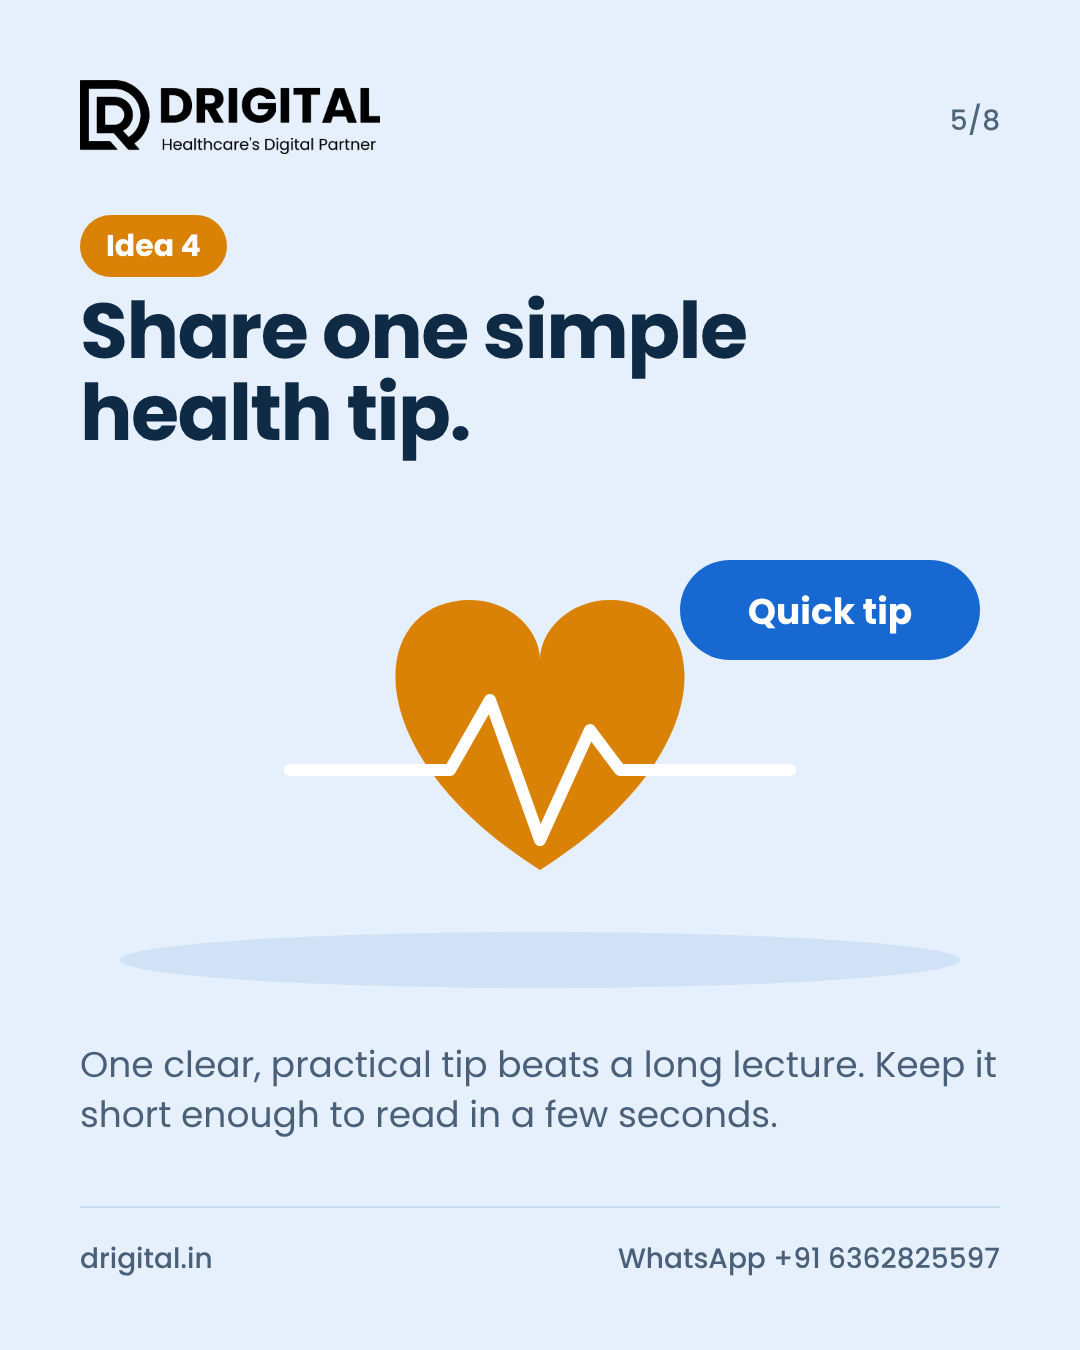 DRIGITAL
Healthcare's Digital Partner
5/8
Idea 4
Share one simple
health tip.
Quick tip
One clear, practical tip beats a long lecture. Keep it
short enough to read in a few seconds.
drigital.in
WhatsApp +91 6362825597